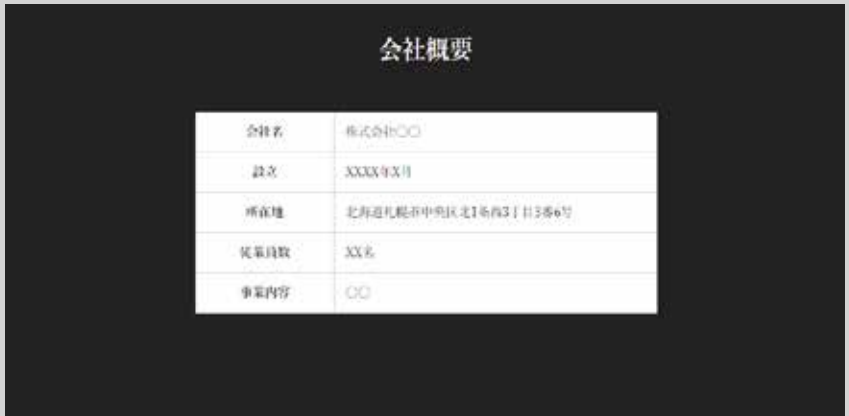 会社概要
会社名 株式会社〇〇
設立 XXXX年X月
所在地 北海道札幌市中央区北1条西3丁目3番6号
従業員数 XX名
事業内容 〇〇